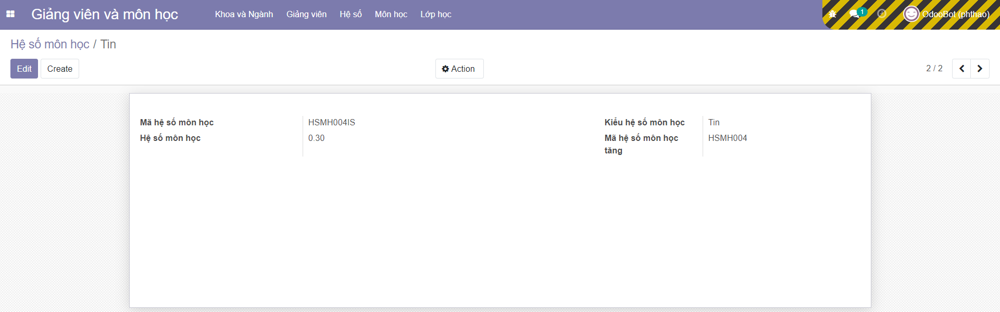 Giảng viên và môn học Khoa và Ngành Giảng viên Hệ số Môn học Lớp học 1 OdooBot (phthao)
Hệ số môn học / Tin
Edit Create Action 2 / 2
Mã hệ số môn học HSMH004IS Kiểu hệ số môn học Tin
Hệ số môn học 0.30 Mã hệ số môn học HSMH004
tăng